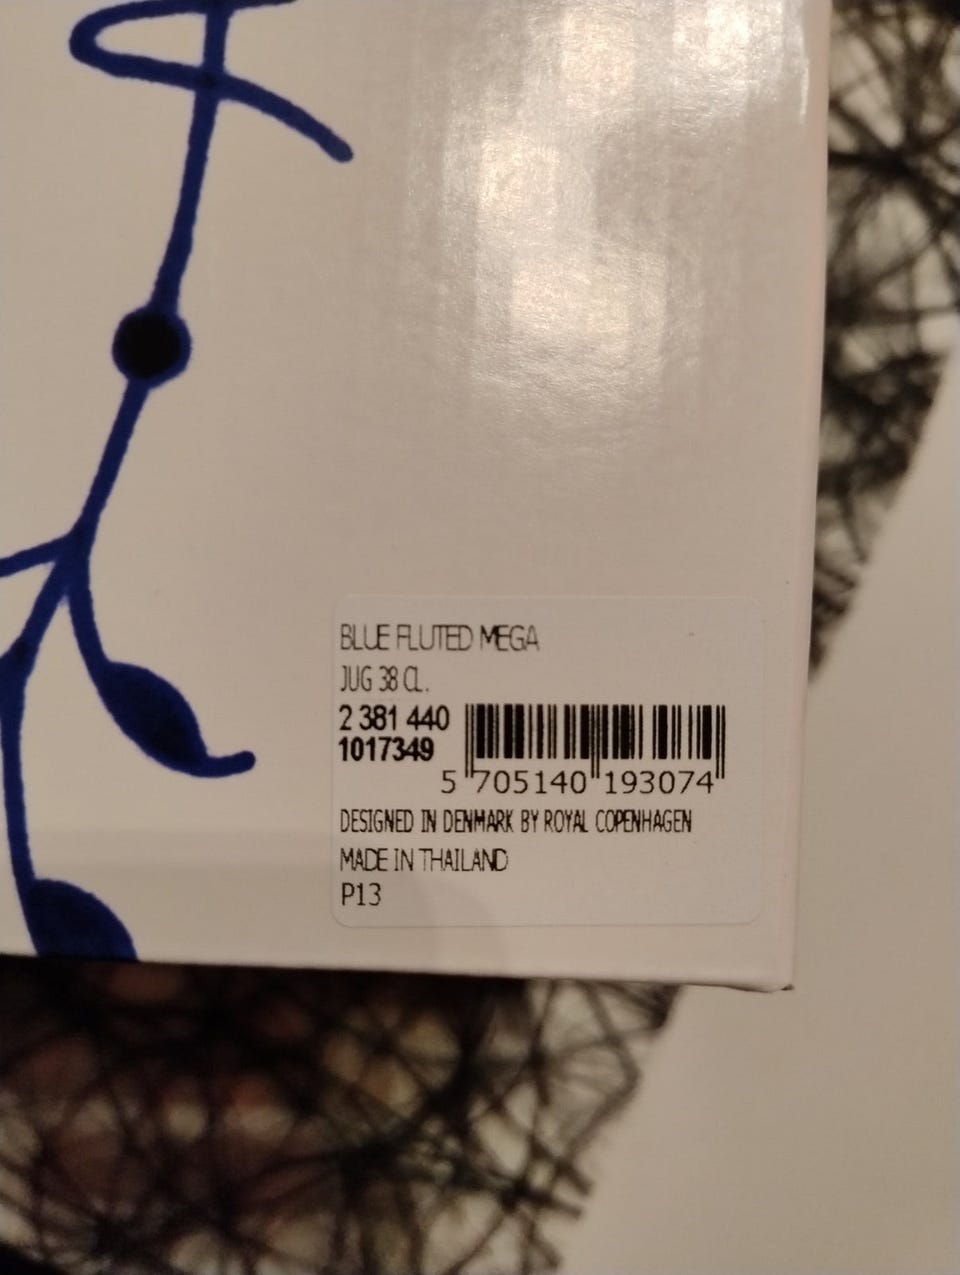 BLUE FLUTED MEGA
JUG 38 CL.
2 381 440
1017349
5 705140 193074
DESIGNED IN DENMARK BY ROYAL COPENHAGEN
MADE IN THAILAND
P13